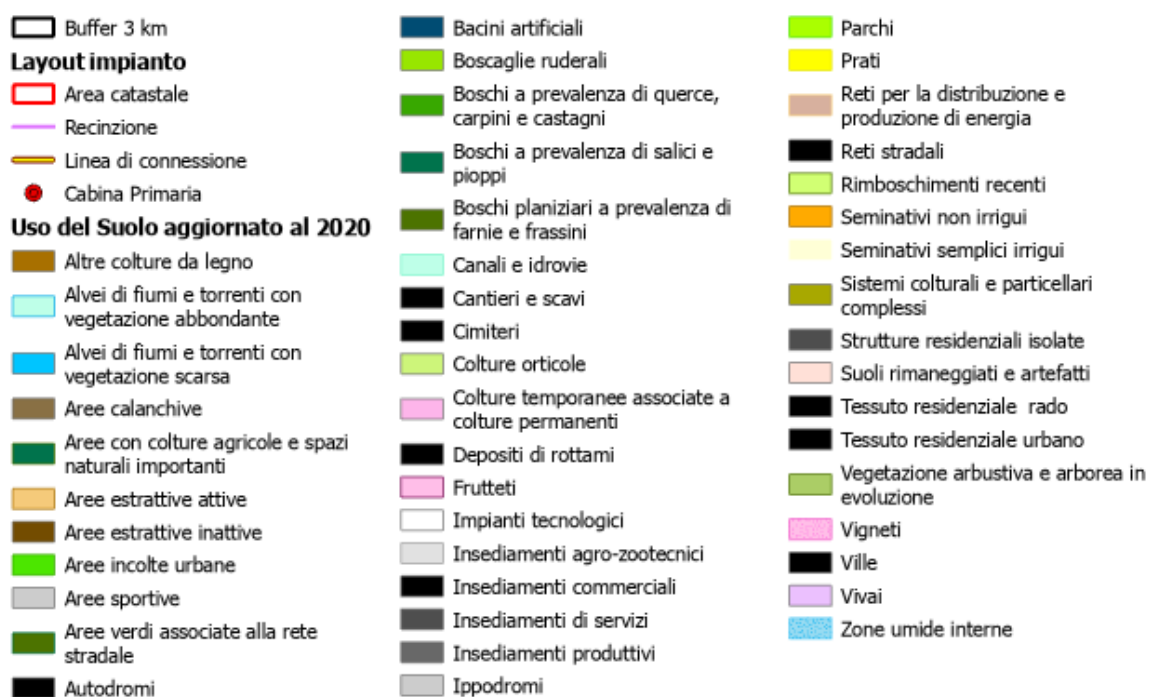 Buffer 3 km
Layout impianto
Area catastale
Recinzione
Linea di connessione
Cabina Primaria
Uso del Suolo aggiornato al 2020
Altre colture da legno
Alvei di fiumi e torrenti con
vegetazione abbondante
Alvei di fiumi e torrenti con
vegetazione scarsa
Aree calanchive
Aree con colture agricole e spazi
naturali importanti
Aree estrattive attive
Aree estrattive inattive
Aree incolte urbane
Aree sportive
Aree verdi associate alla rete
stradale
Autodromi
Bacini artificiali
Boscaglie ruderali
Boschi a prevalenza di querce,
carpini e castagni
Boschi a prevalenza di salici e
pioppi
Boschi planiziari a prevalenza di
farnie e frassini
Canali e idrovie
Cantieri e scavi
Cimiteri
Colture orticole
Colture temporanee associate a
colture permanenti
Depositi di rottami
Frutteti
Impianti tecnologici
Insediamenti agro-zootecnici
Insediamenti commerciali
Insediamenti di servizi
Insediamenti produttivi
Ippodromi
Parchi
Prati
Reti per la distribuzione e
produzione di energia
Reti stradali
Rimboschimenti recenti
Seminativi non irrigui
Seminativi semplici irrigui
Sistemi colturali e particellari
complessi
Strutture residenziali isolate
Suoli rimaneggiati e artefatti
Tessuto residenziale  rado
Tessuto residenziale urbano
Vegetazione arbustiva e arborea in
evoluzione
Vigneti
Ville
Vivai
Zone umide interne